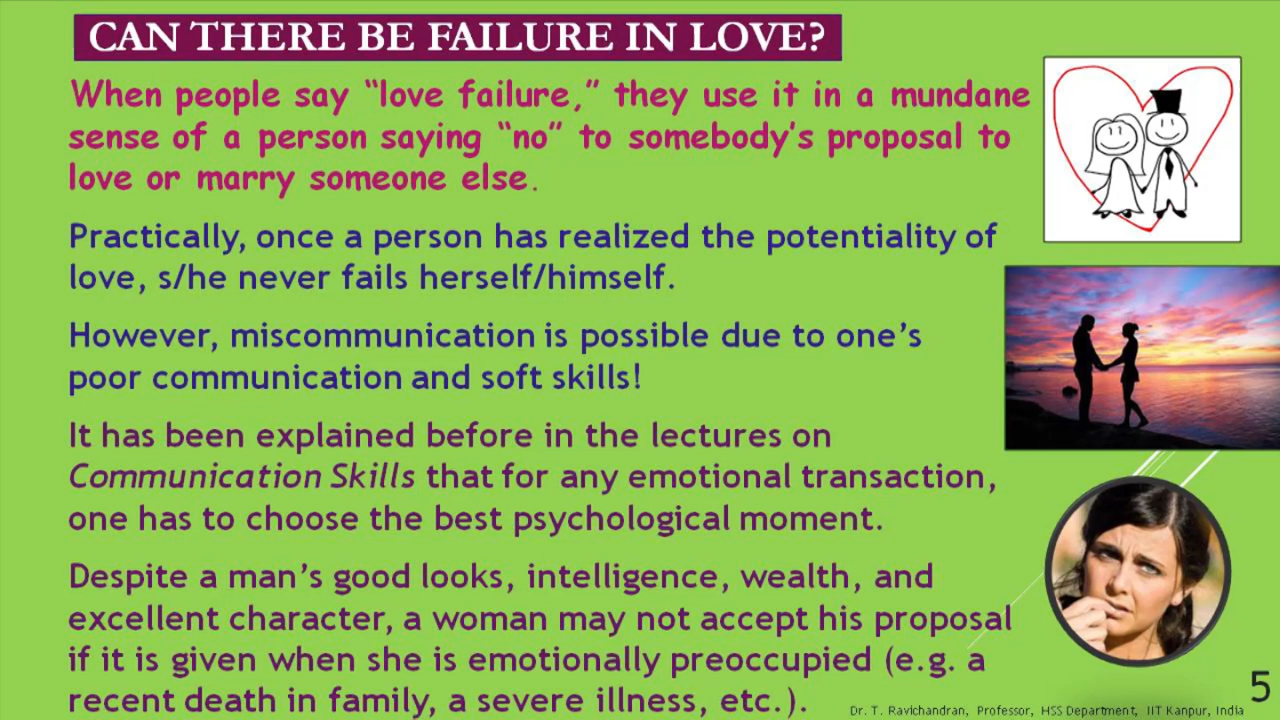 CAN THERE BE FAILURE IN LOVE?
When people say “love failure,” they use it in a mundane
sense of a person saying “no” to somebody’s proposal to
love or marry someone else.
Practically, once a person has realized the potentiality of
love, s/he never fails herself/himself.
However, miscommunication is possible due to one’s
poor communication and soft skills!
It has been explained before in the lectures on
Communication Skills that for any emotional transaction,
one has to choose the best psychological moment.
Despite a man’s good looks, intelligence, wealth, and
excellent character, a woman may not accept his proposal
if it is given when she is emotionally preoccupied (e.g. a
recent death in family, a severe illness, etc.).
Dr. T. Ravichandran, Professor, HSS Department, IIT Kanpur, India
5